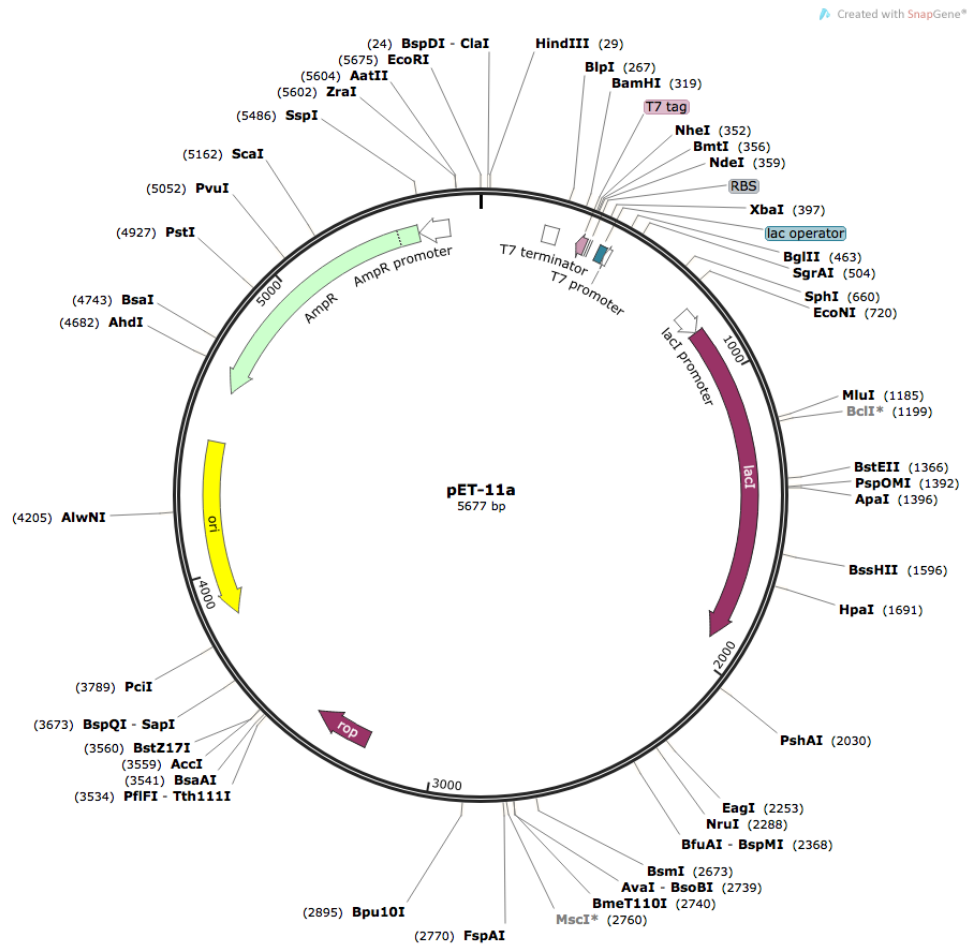 Created with SnapGene®
(24) BspDI - ClaI
HindIII (29)
(5675) EcoRI
(5604) AatII
(5602) ZraI
(5486) SspI
(5162) ScaI
(5052) PvuI
(4927) PstI
(4743) BsaI
(4682) AhdI
(4205) AlwNI
(3789) PciI
(3673) BspQI - SapI
(3560) BstZ17I
(3559) AccI
(3541) BsaAI
(3534) PflFI - Tth111I
(2895) Bpu10I
(2770) FspAI
BlpI (267)
BamHI (319)
T7 tag
NheI (352)
BmtI (356)
NdeI (359)
RBS
XbaI (397)
lac operator
BglII (463)
SgrAI (504)
SphI (660)
EcoNI (720)
MluI (1185)
BclI* (1199)
BstEII (1366)
PspOMI (1392)
ApaI (1396)
BssHII (1596)
HpaI (1691)
PshAI (2030)
EagI (2253)
NruI (2288)
BfuAI - BspMI (2368)
BsmI (2673)
AvaI - BsoBI (2739)
BmeT110I (2740)
MscI* (2760)
T7 terminator
T7 promoter
lacI promoter
lacI
AmpR promoter
AmpR
ori
rop
1000
2000
3000
4000
5000
pET-11a
5677 bp